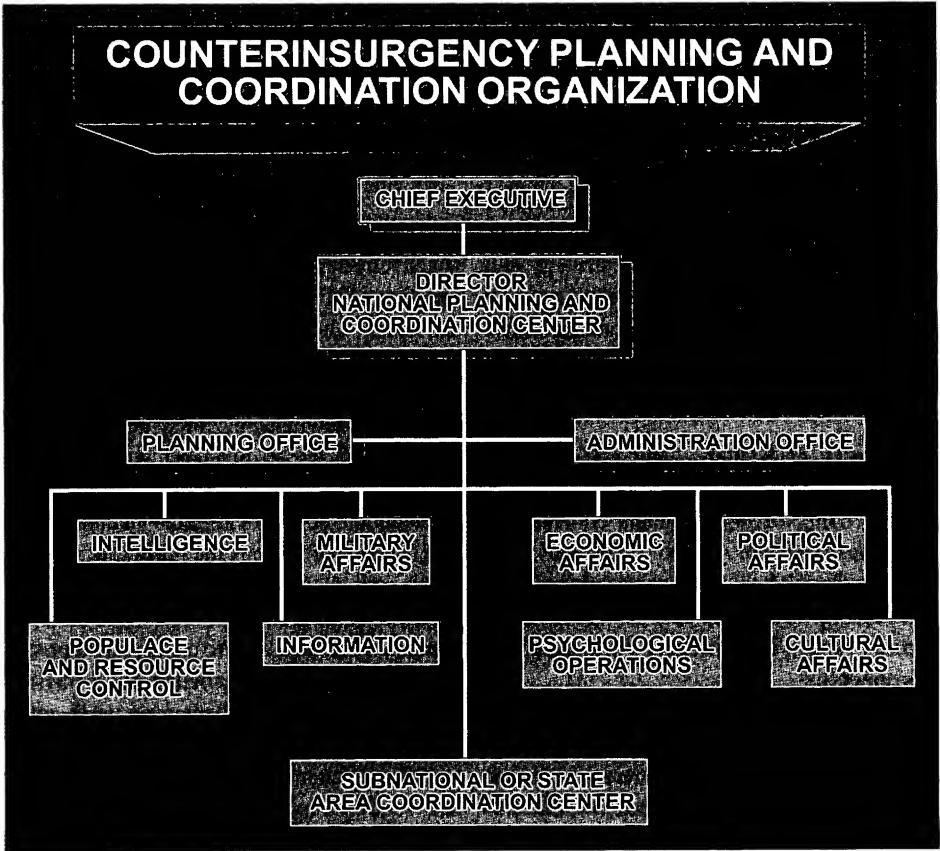 COUNTERINSURGENCY PLANNING AND
COORDINATION ORGANIZATION
CHIEF EXECUTIVE
DIRECTOR
NATIONAL PLANNING AND
COORDINATION CENTER
PLANNING OFFICE
ADMINISTRATION OFFICE
INTELLIGENCE
MILITARY
AFFAIRS
ECONOMIC
AFFAIRS
POLITICAL
AFFAIRS
POPULACE
AND RESOURCE
CONTROL
INFORMATION
PSYCHOLOGICAL
OPERATIONS
CULTURAL
AFFAIRS
SUBNATIONAL OR STATE
AREA COORDINATION CENTER